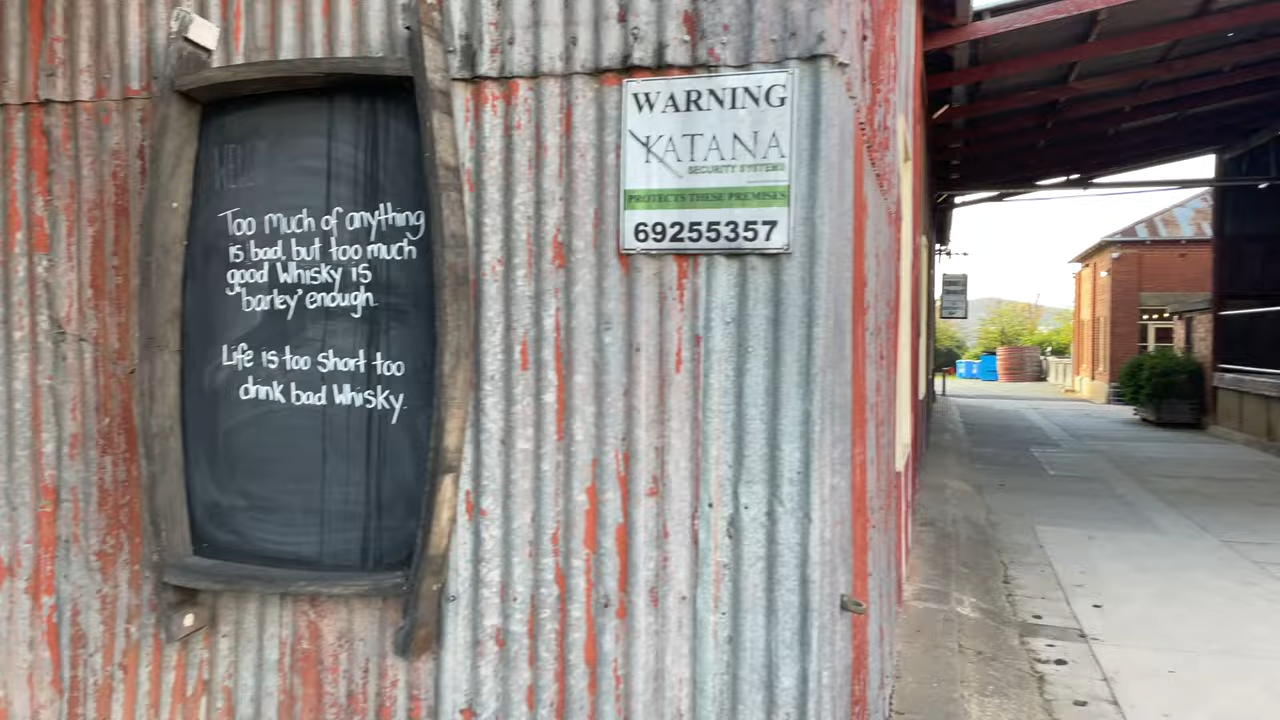 Too much of anything
is bad, but too much
good Whisky is
'barley' enough.
Life is too short too
drink bad Whisky.
WARNING
KATANA
SECURITY SYSTEMS
PROTECTS THESE PREMISES
69255357